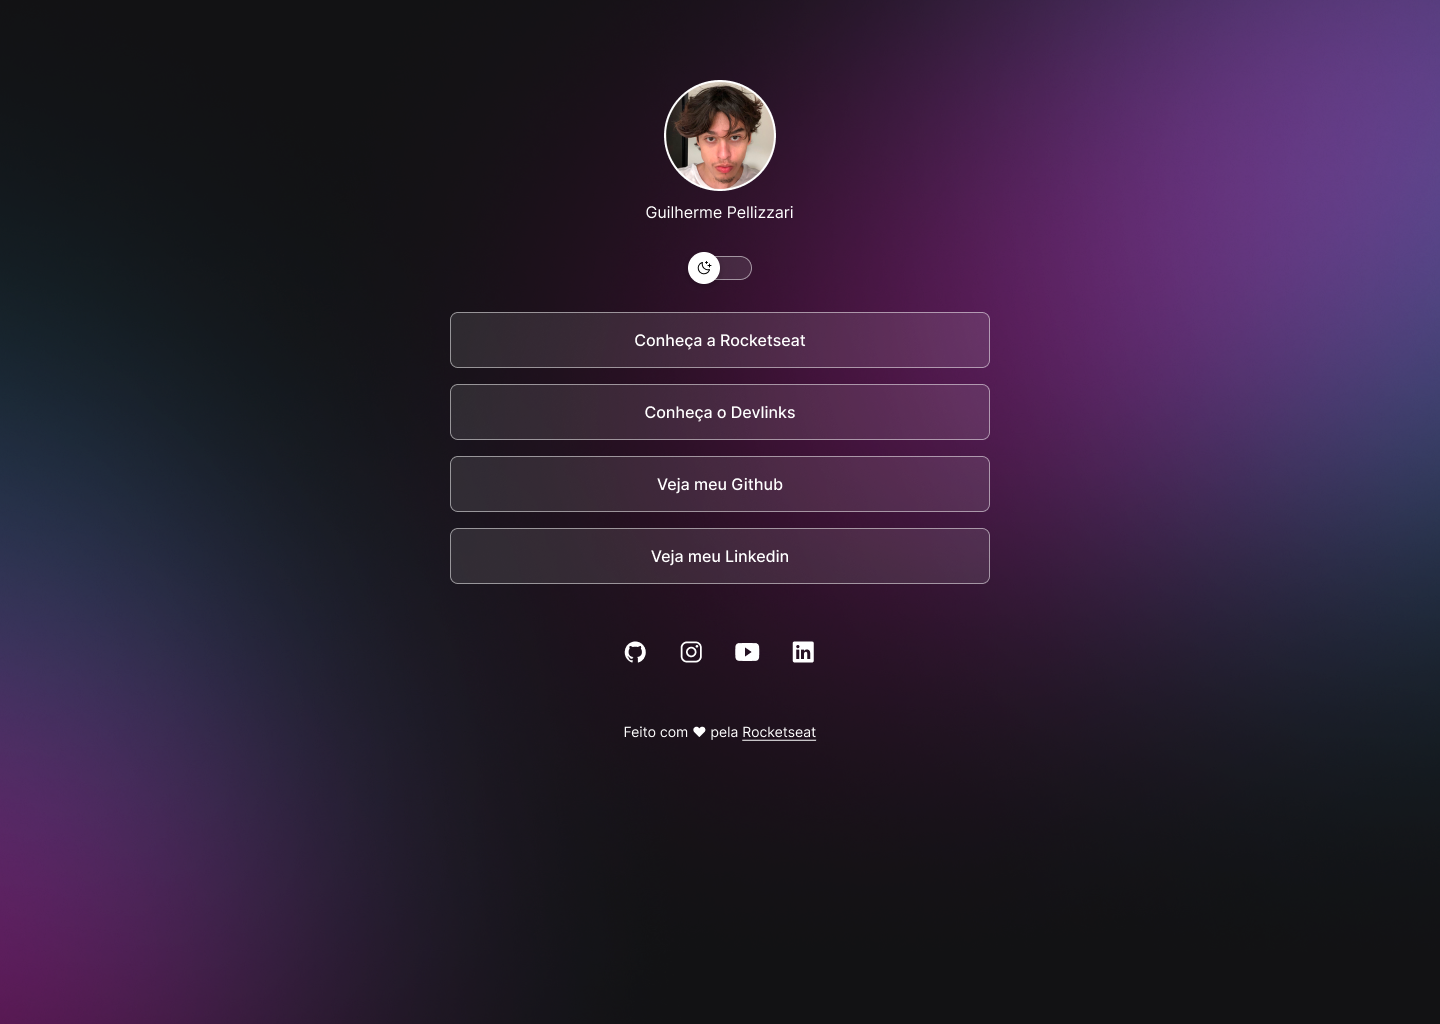 Guilherme Pellizzari
Conheça a Rocketseat
Conheça o Devlinks
Veja meu Github
Veja meu Linkedin
Feito com ♥ pela Rocketseat